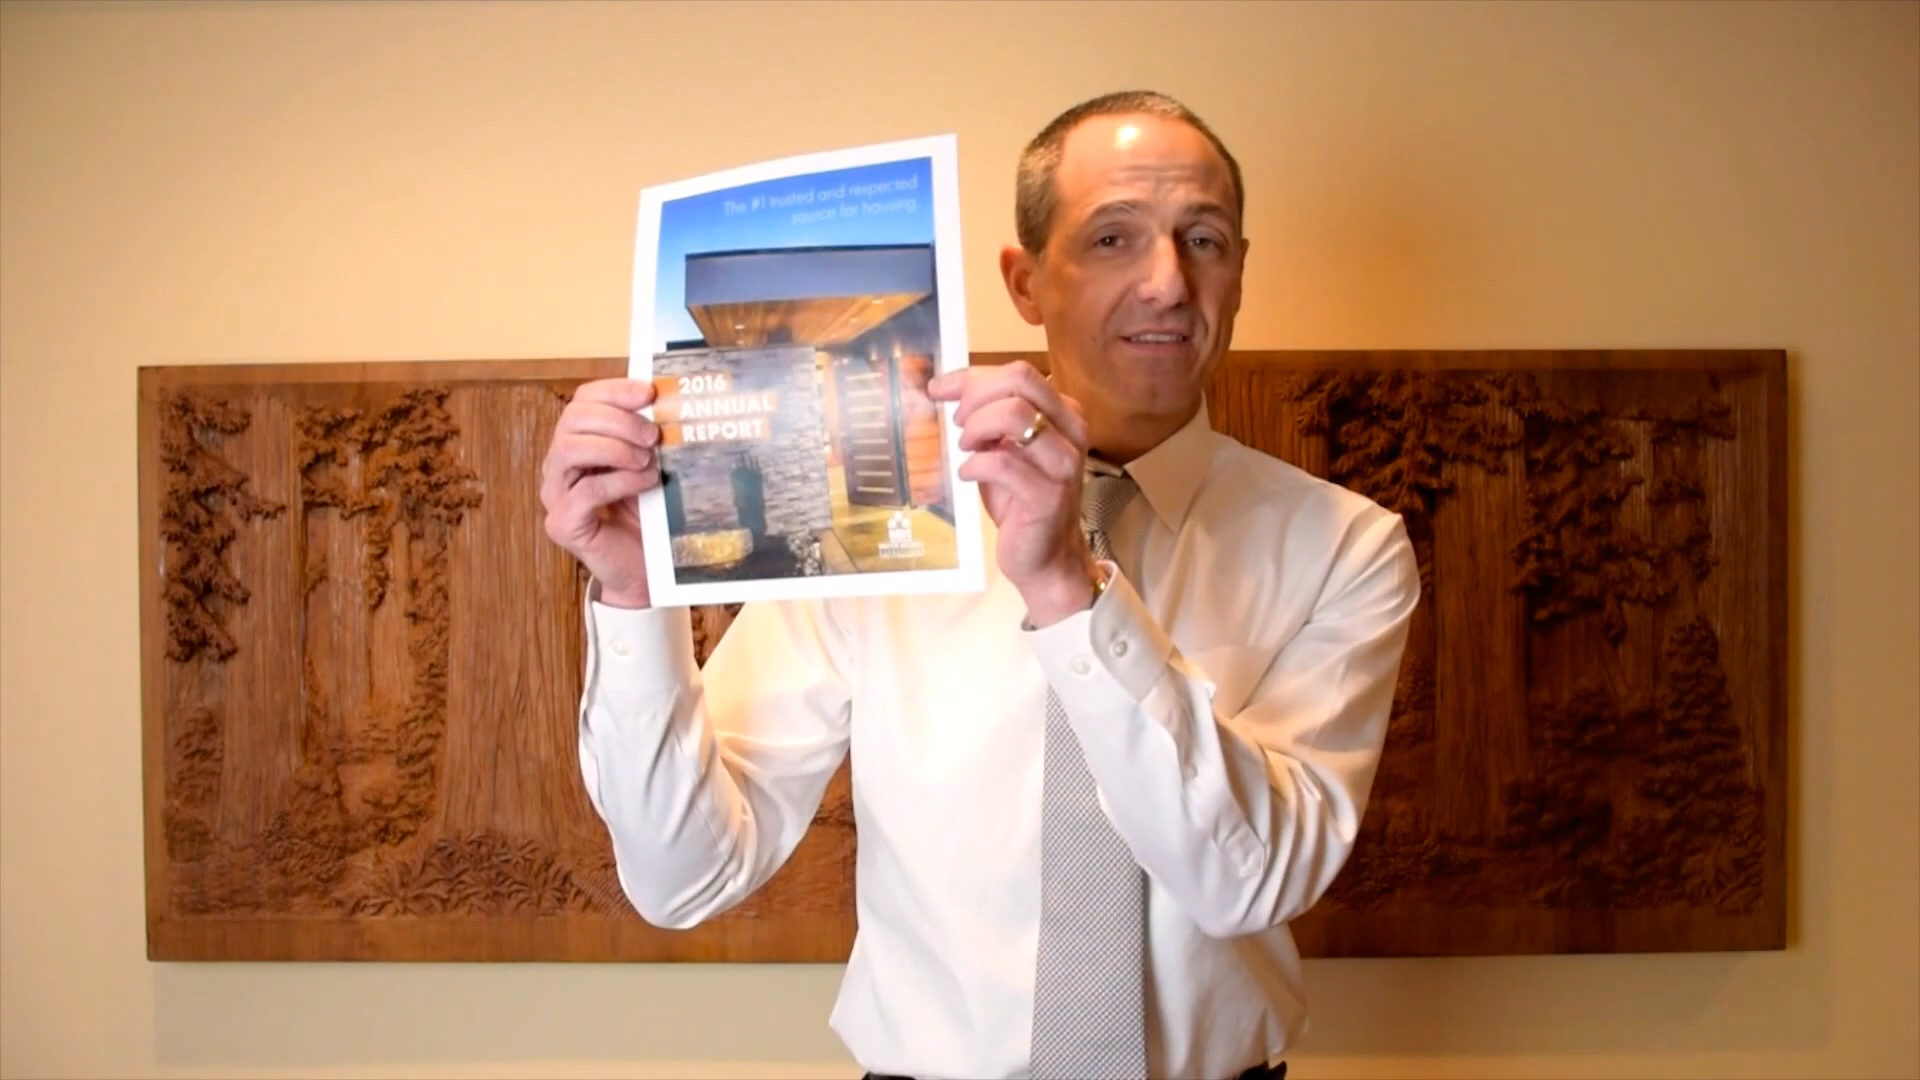 The #1 trusted and respected
source for housing
2016
ANNUAL
REPORT